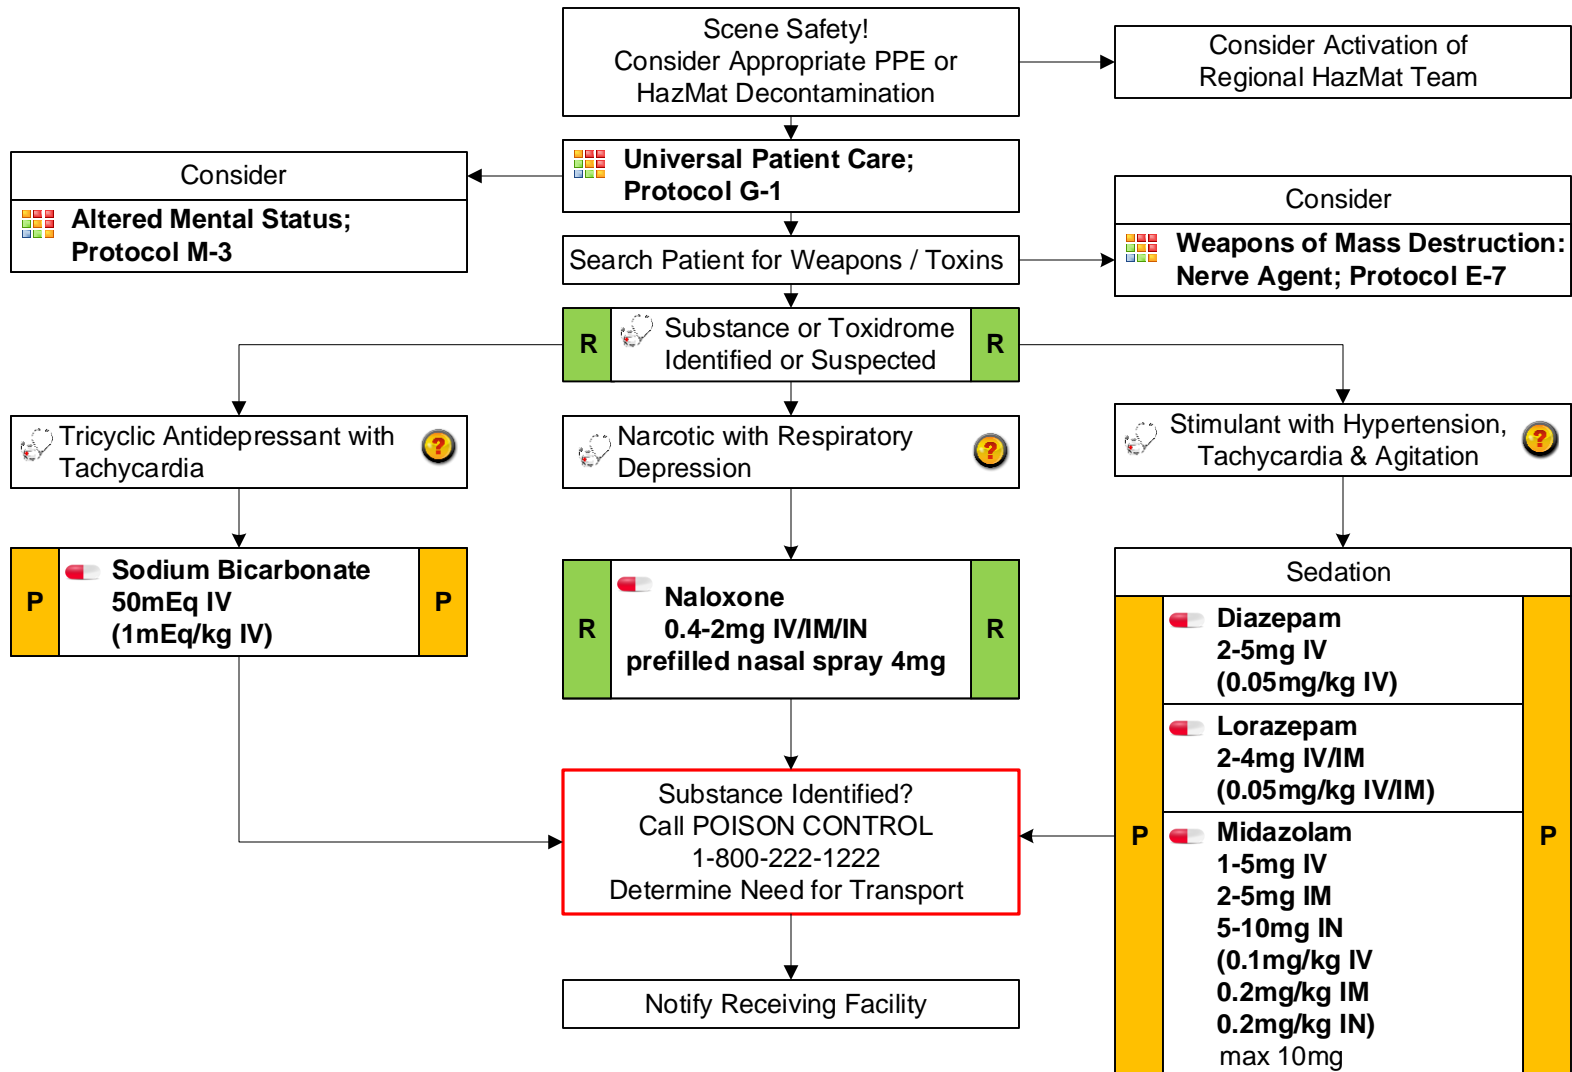 Scene Safety!
Consider Appropriate PPE or
HazMat Decontamination
Consider Activation of
Regional HazMat Team
Universal Patient Care;
Protocol G-1
Consider
Altered Mental Status;
Protocol M-3
Consider
Weapons of Mass Destruction:
Nerve Agent; Protocol E-7
Search Patient for Weapons / Toxins
R
Substance or Toxidrome
Identified or Suspected
R
Tricyclic Antidepressant with
Tachycardia
?
Narcotic with Respiratory
Depression
?
Stimulant with Hypertension,
Tachycardia & Agitation
?
P
Sodium Bicarbonate
50mEq IV
(1mEq/kg IV)
P
R
Naloxone
0.4-2mg IV/IM/IN
prefilled nasal spray 4mg
R
Sedation
P
Diazepam
2-5mg IV
(0.05mg/kg IV)
Lorazepam
2-4mg IV/IM
(0.05mg/kg IV/IM)
Midazolam
1-5mg IV
2-5mg IM
5-10mg IN
(0.1mg/kg IV
0.2mg/kg IM
0.2mg/kg IN)
max 10mg
P
Substance Identified?
Call POISON CONTROL
1-800-222-1222
Determine Need for Transport
Notify Receiving Facility